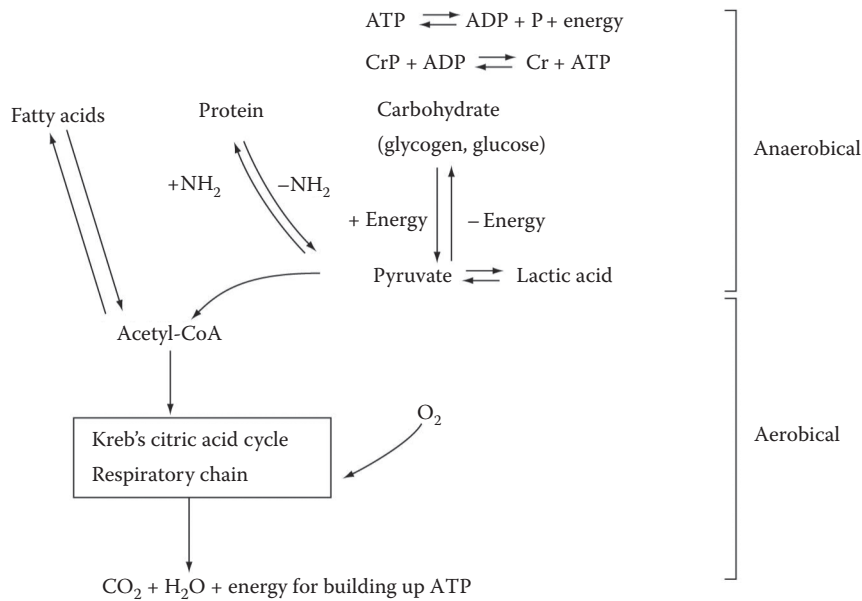 ATP ⇌ ADP + P + energy
CrP + ADP ⇌ Cr + ATP
Fatty acids
Protein
Carbohydrate
(glycogen, glucose)
+NH₂
–NH₂
+ Energy
– Energy
Pyruvate ⇌ Lactic acid
Anaerobical
Acetyl-CoA
O₂
Kreb's citric acid cycle
Respiratory chain
Aerobical
CO₂ + H₂O + energy for building up ATP